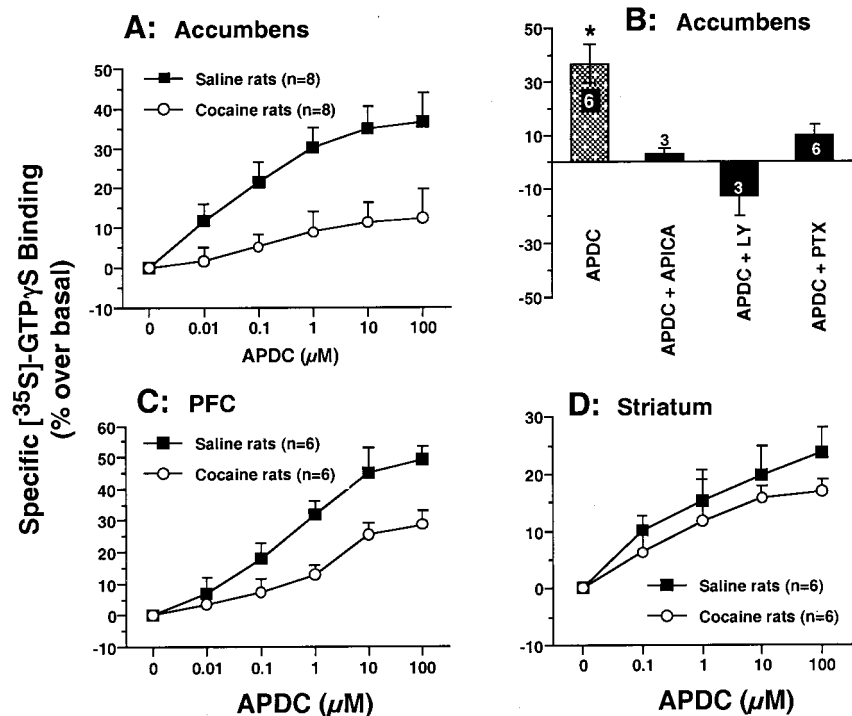 Specific [³⁵S]-GTPγS Binding
(% over basal)
A: Accumbens
Saline rats (n=8)
Cocaine rats (n=8)
50
40
30
20
10
0
-10
0 0.01 0.1 1 10 100
APDC (µM)
B: Accumbens
50
30
10
-10
-30
-50
*
6
3
3
6
APDC
APDC + APICA
APDC + LY
APDC + PTX
C: PFC
Saline rats (n=6)
Cocaine rats (n=6)
60
50
40
30
20
10
0
-10
0 0.01 0.1 1 10 100
APDC (µM)
D: Striatum
30
20
10
0
-10
Saline rats (n=6)
Cocaine rats (n=6)
0 0.1 1 10 100
APDC (µM)